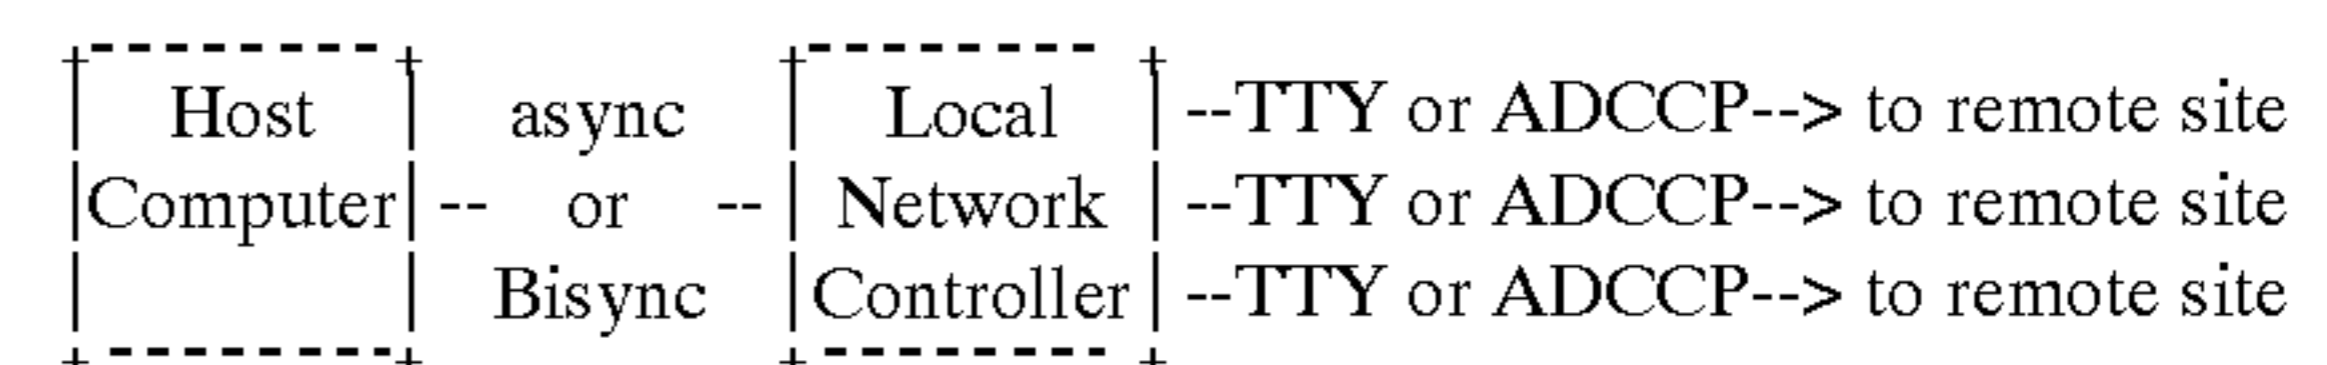 +---------+            +---------+
|  Host   |   async    |  Local  | --TTY or ADCCP--> to remote site
|Computer| --   or   -- | Network | --TTY or ADCCP--> to remote site
|         |   Bisync   |Controller| --TTY or ADCCP--> to remote site
+---------+            +---------+